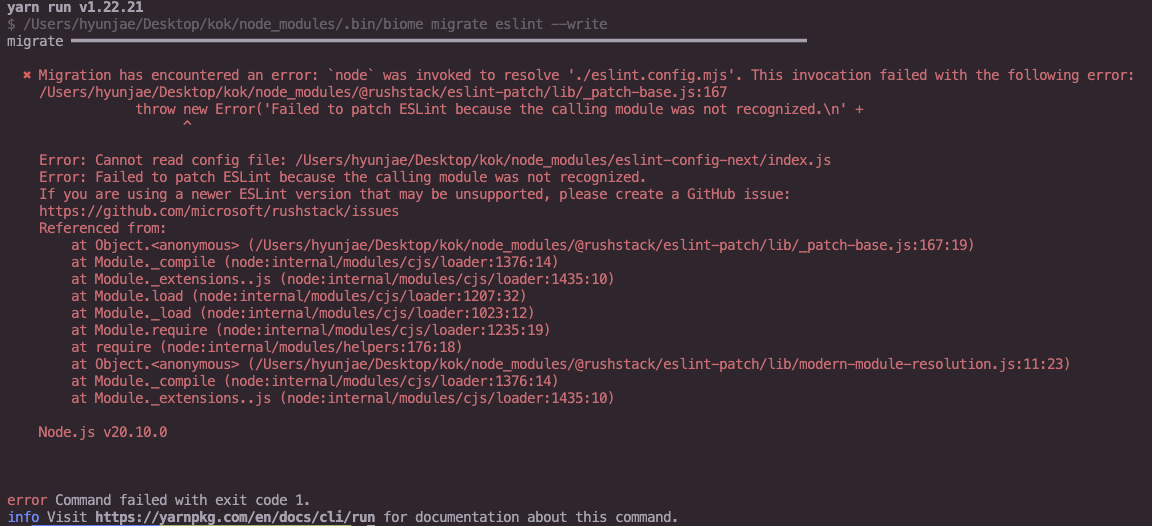 yarn run v1.22.21
$ /Users/hyunjae/Desktop/kok/node_modules/.bin/biome migrate eslint --write
migrate ━━━━━━━━━━━━━━━━━━━━━━━━━━━━━━━━━━━━━━━━━━━━━━━━━━━━━━━━━━━━━━━━━━━━━━━━━━━━━━━━━━━━━━━━━━━━
✖ Migration has encountered an error: `node` was invoked to resolve './eslint.config.mjs'. This invocation failed with the following error:
/Users/hyunjae/Desktop/kok/node_modules/@rushstack/eslint-patch/lib/_patch-base.js:167
throw new Error('Failed to patch ESLint because the calling module was not recognized.\n' +
^
Error: Cannot read config file: /Users/hyunjae/Desktop/kok/node_modules/eslint-config-next/index.js
Error: Failed to patch ESLint because the calling module was not recognized.
If you are using a newer ESLint version that may be unsupported, please create a GitHub issue:
https://github.com/microsoft/rushstack/issues
Referenced from:
at Object.<anonymous> (/Users/hyunjae/Desktop/kok/node_modules/@rushstack/eslint-patch/lib/_patch-base.js:167:19)
at Module._compile (node:internal/modules/cjs/loader:1376:14)
at Module._extensions..js (node:internal/modules/cjs/loader:1435:10)
at Module.load (node:internal/modules/cjs/loader:1207:32)
at Module._load (node:internal/modules/cjs/loader:1023:12)
at Module.require (node:internal/modules/cjs/loader:1235:19)
at require (node:internal/modules/helpers:176:18)
at Object.<anonymous> (/Users/hyunjae/Desktop/kok/node_modules/@rushstack/eslint-patch/lib/modern-module-resolution.js:11:23)
at Module._compile (node:internal/modules/cjs/loader:1376:14)
at Module._extensions..js (node:internal/modules/cjs/loader:1435:10)
Node.js v20.10.0
error Command failed with exit code 1.
info Visit https://yarnpkg.com/en/docs/cli/run for documentation about this command.